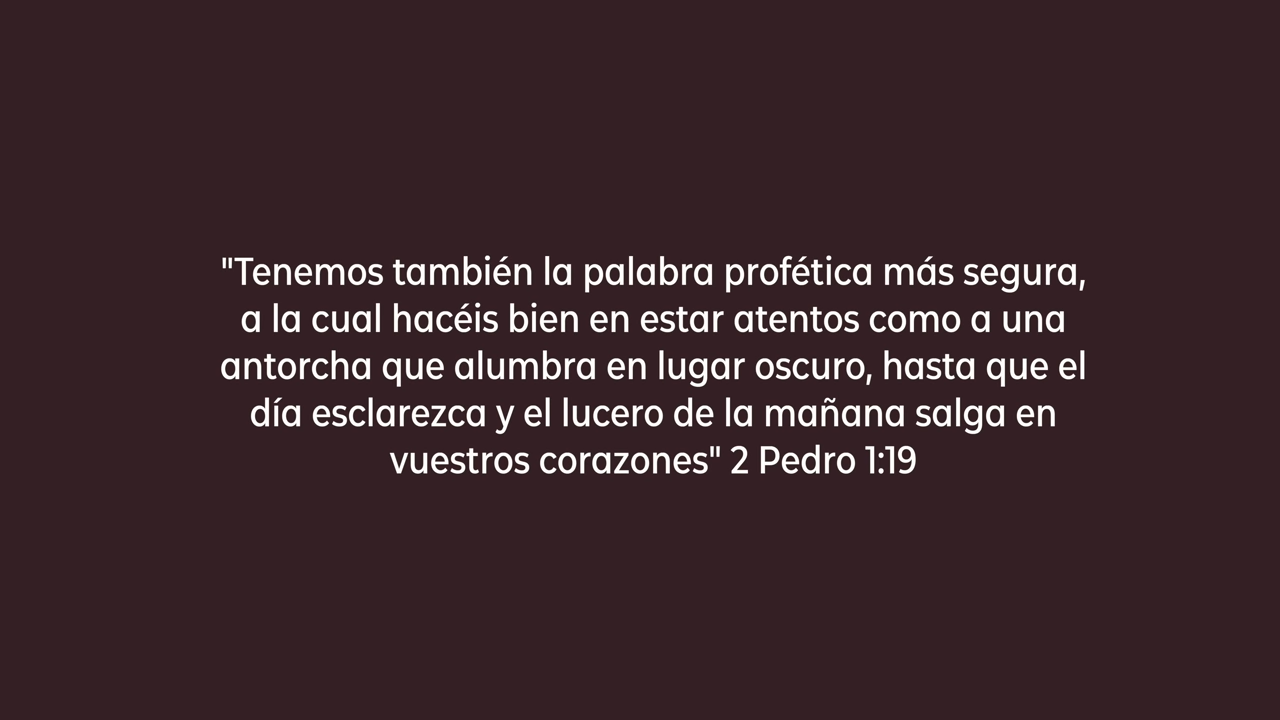 "Tenemos también la palabra profética más segura,
a la cual hacéis bien en estar atentos como a una
antorcha que alumbra en lugar oscuro, hasta que el
día esclarezca y el lucero de la mañana salga en
vuestros corazones" 2 Pedro 1:19